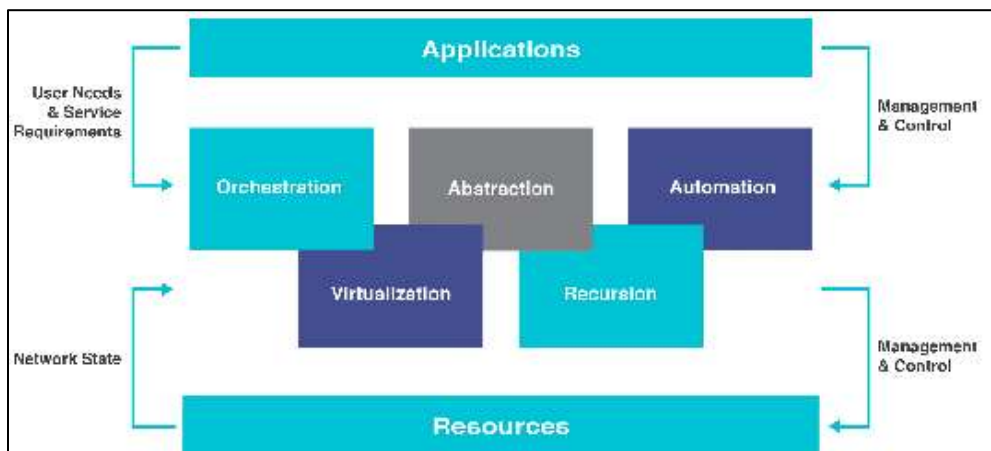 Applications
User Needs
& Service
Requirements
Management
& Control
Orchestration
Abstraction
Automation
Virtualization
Recursion
Network State
Management
& Control
Resources